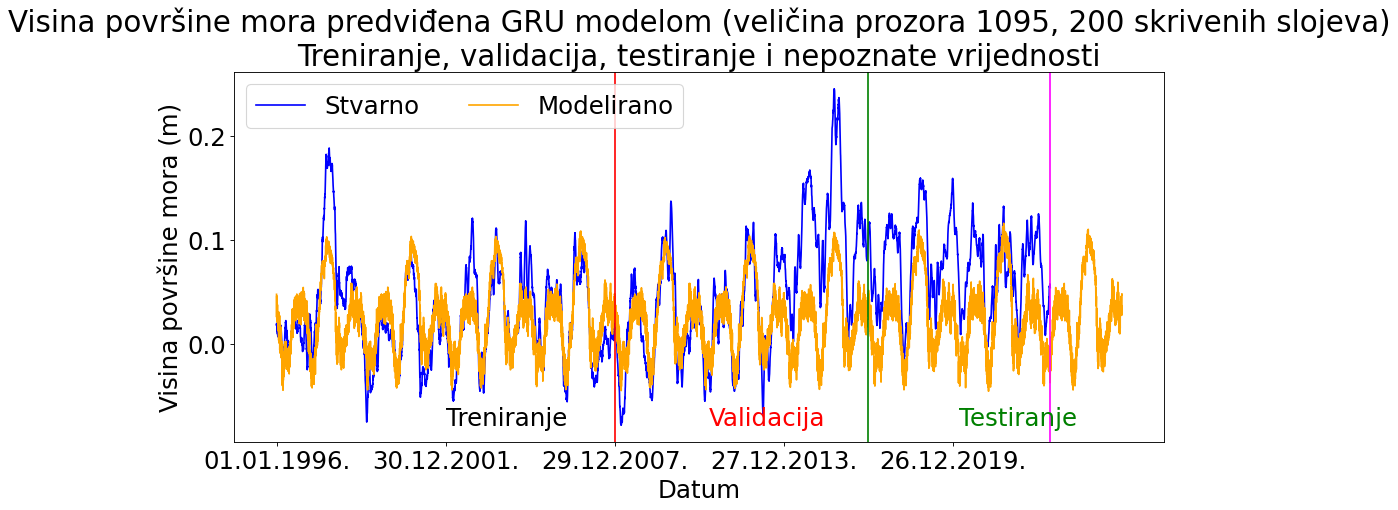 Visina površine mora predviđena GRU modelom (veličina prozora 1095, 200 skrivenih slojeva)
Treniranje, validacija, testiranje i nepoznate vrijednosti
Stvarno
Modelirano
Visina površine mora (m)
0.2
0.1
0.0
Treniranje
Validacija
Testiranje
01.01.1996.
30.12.2001.
29.12.2007.
27.12.2013.
26.12.2019.
Datum